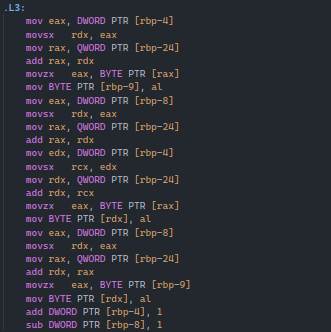 .L3:
mov eax, DWORD PTR [rbp-4]
movsx rdx, eax
mov rax, QWORD PTR [rbp-24]
add rax, rdx
movzx eax, BYTE PTR [rax]
mov BYTE PTR [rbp-9], al
mov eax, DWORD PTR [rbp-8]
movsx rdx, eax
mov rax, QWORD PTR [rbp-24]
add rax, rdx
mov edx, DWORD PTR [rbp-4]
movsx rcx, edx
mov rdx, QWORD PTR [rbp-24]
add rdx, rcx
movzx eax, BYTE PTR [rax]
mov BYTE PTR [rdx], al
mov eax, DWORD PTR [rbp-8]
movsx rdx, eax
mov rax, QWORD PTR [rbp-24]
add rdx, rax
movzx eax, BYTE PTR [rbp-9]
mov BYTE PTR [rdx], al
add DWORD PTR [rbp-4], 1
sub DWORD PTR [rbp-8], 1